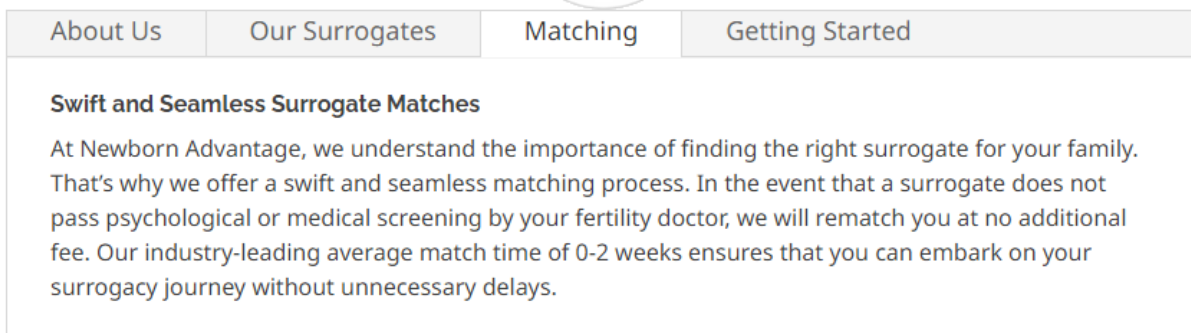 About Us Our Surrogates Matching Getting Started
Swift and Seamless Surrogate Matches
At Newborn Advantage, we understand the importance of finding the right surrogate for your family.
That’s why we offer a swift and seamless matching process. In the event that a surrogate does not
pass psychological or medical screening by your fertility doctor, we will rematch you at no additional
fee. Our industry-leading average match time of 0-2 weeks ensures that you can embark on your
surrogacy journey without unnecessary delays.